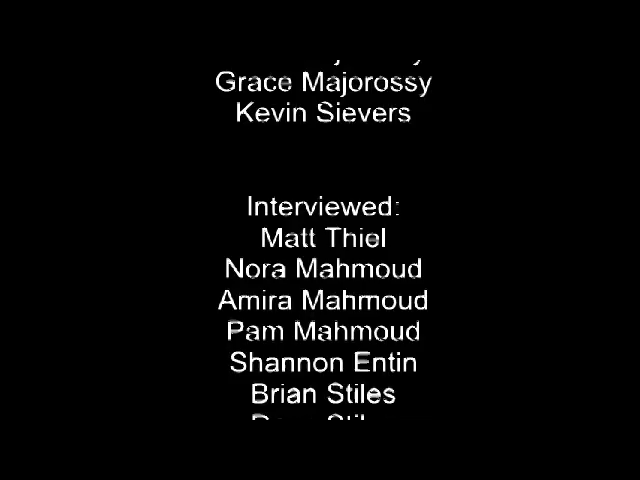 Grace Majorossy
Kevin Sievers
Interviewed:
Matt Thiel
Nora Mahmoud
Amira Mahmoud
Pam Mahmoud
Shannon Entin
Brian Stiles